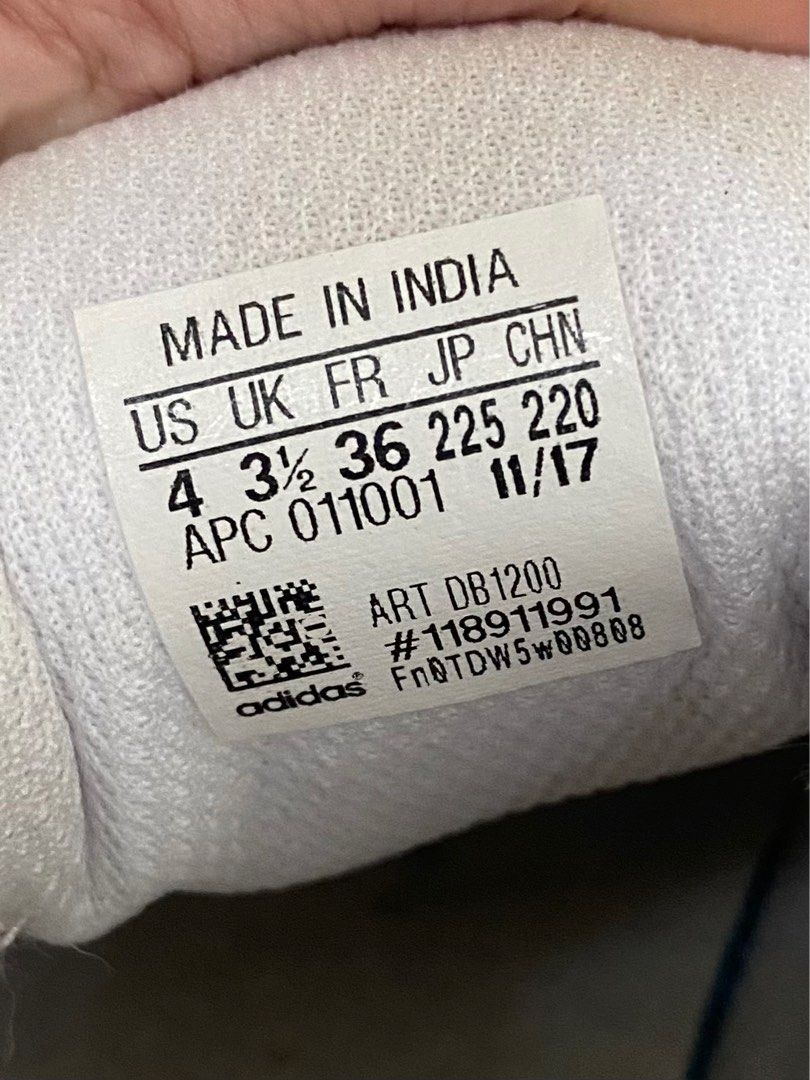 MADE IN INDIA
US UK FR JP CHN
4 3½ 36 225 220
APC 011001 11/17
ART DB1200
#118911991
Fn0TDW5w00808
adidas®